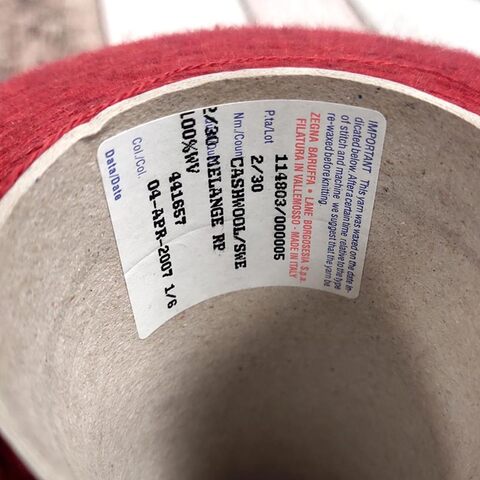 IMPORTANT This yarn was waxed on the date in-
dicated below. After a certain time relative to the type
of stitch and machine we suggest that the yarn be
re-waxed before knitting.
ZEGNA BARUFFA • LANE BORGOSESIA S.p.a.
FILATURA IN VALLEMOSSO - MADE IN ITALY
P.ta/Lot 114803/000005
Nm./Coun 2/30
CASHWOOL/SWE
2/30 MELANGE RP
100%WV
Col./Col. 441.657
Data/Date 04-APR-2007 1/6